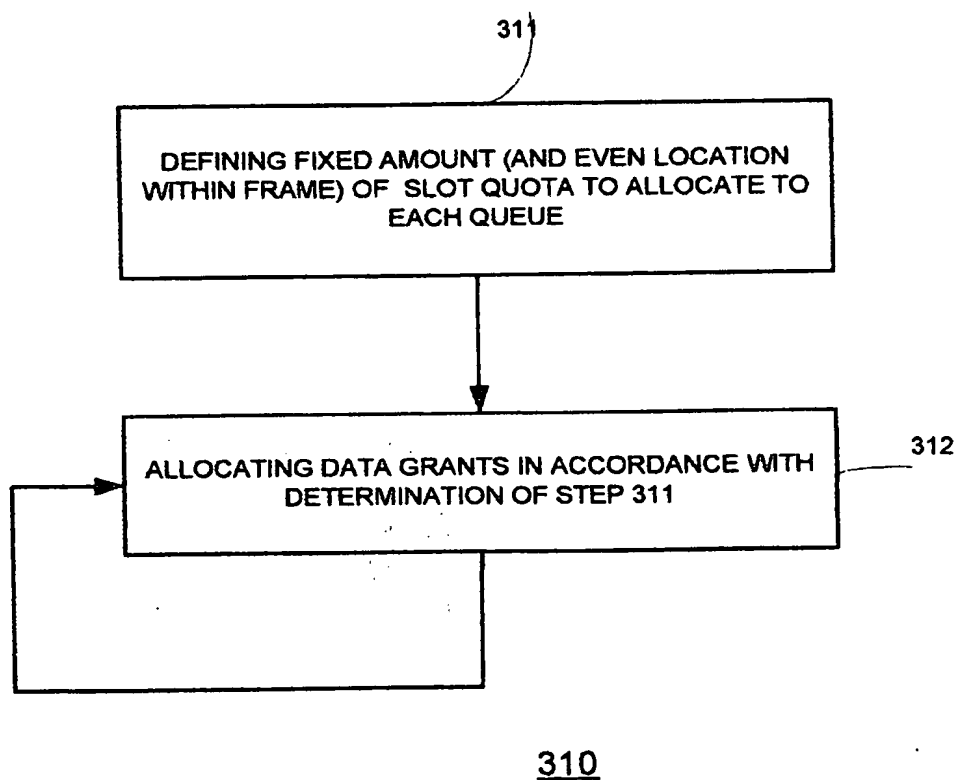 311
DEFINING FIXED AMOUNT (AND EVEN LOCATION
WITHIN FRAME) OF SLOT QUOTA TO ALLOCATE TO
EACH QUEUE
312
ALLOCATING DATA GRANTS IN ACCORDANCE WITH
DETERMINATION OF STEP 311
310